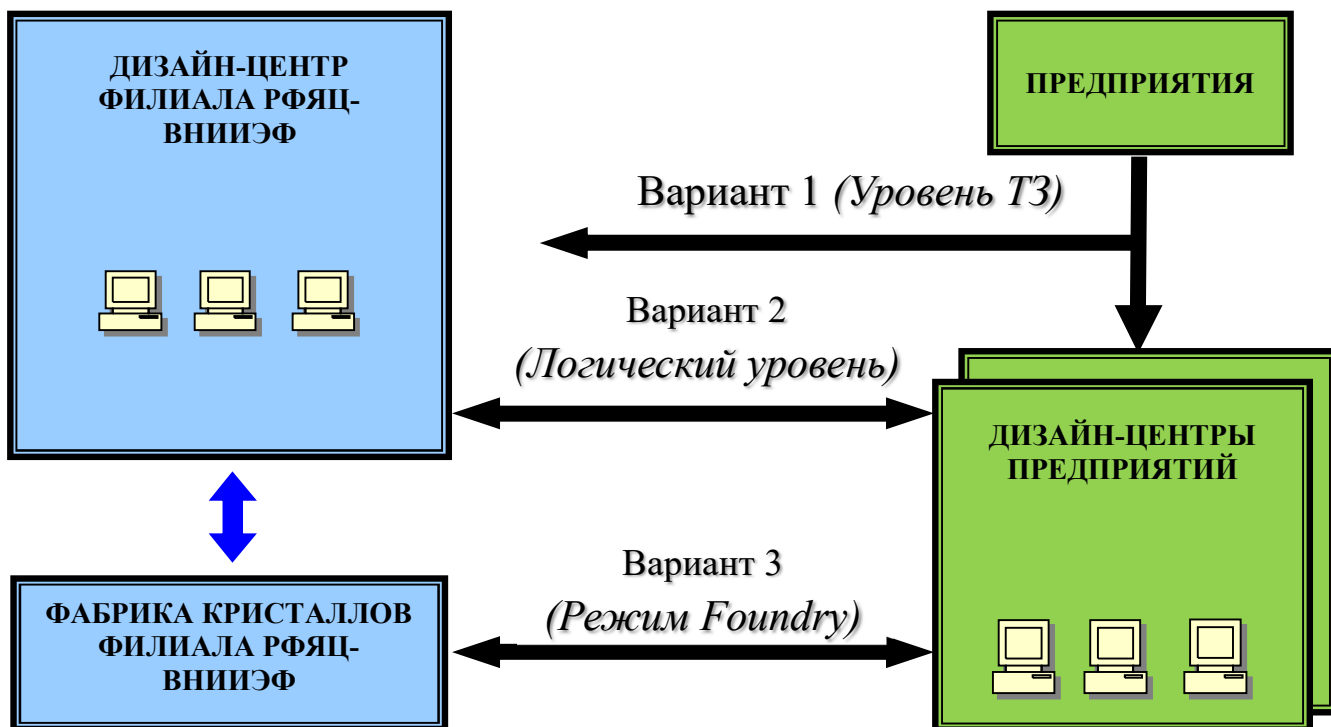 ДИЗАЙН-ЦЕНТР
ФИЛИАЛА РФЯЦ-
ВНИИЭФ
ПРЕДПРИЯТИЯ
Вариант 1 (Уровень ТЗ)
Вариант 2
(Логический уровень)
ДИЗАЙН-ЦЕНТРЫ
ПРЕДПРИЯТИЙ
Вариант 3
(Режим Foundry)
ФАБРИКА КРИСТАЛЛОВ
ФИЛИАЛА РФЯЦ-
ВНИИЭФ